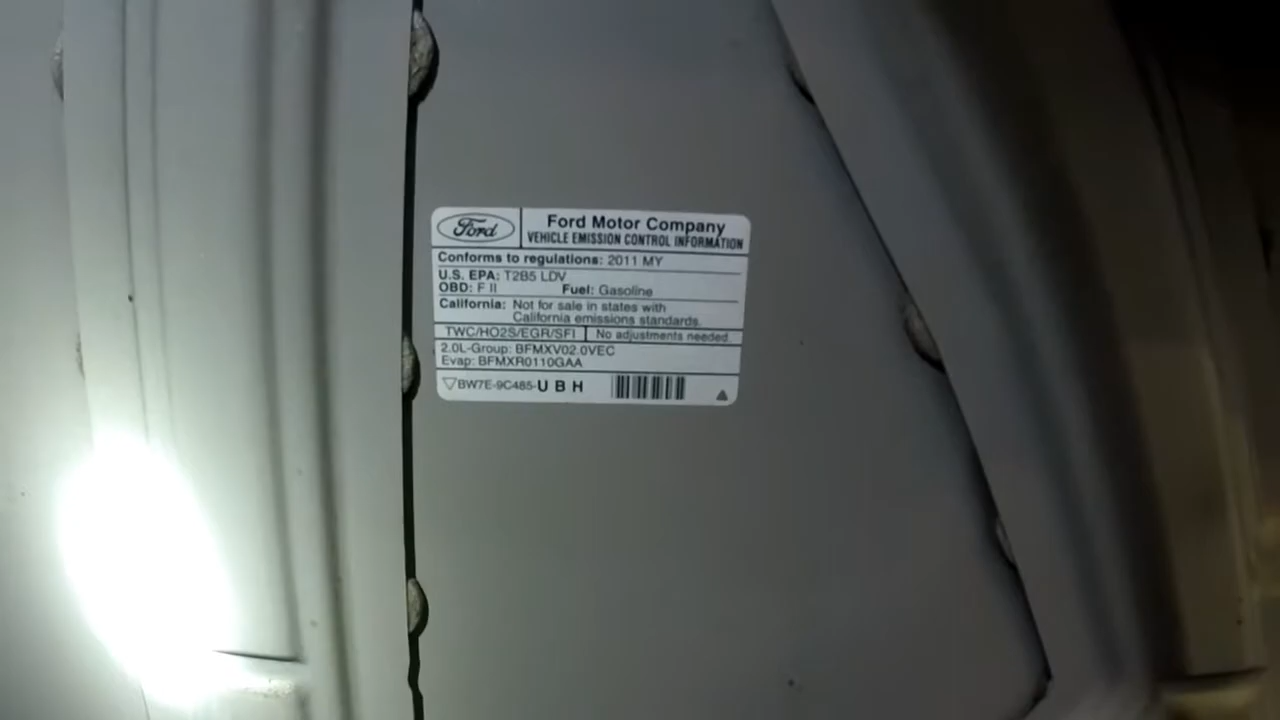 Ford
Ford Motor Company
VEHICLE EMISSION CONTROL INFORMATION
Conforms to regulations: 2011 MY
U.S. EPA: T2B5 LDV
OBD: F II Fuel: Gasoline
California: Not for sale in states with
California emissions standards.
TWC/HO2S/EGR/SFI No adjustments needed.
2.0L-Group: BFMXV02.0VEC
Evap: BFMXR0110GAA
BW7E-9C485-U B H